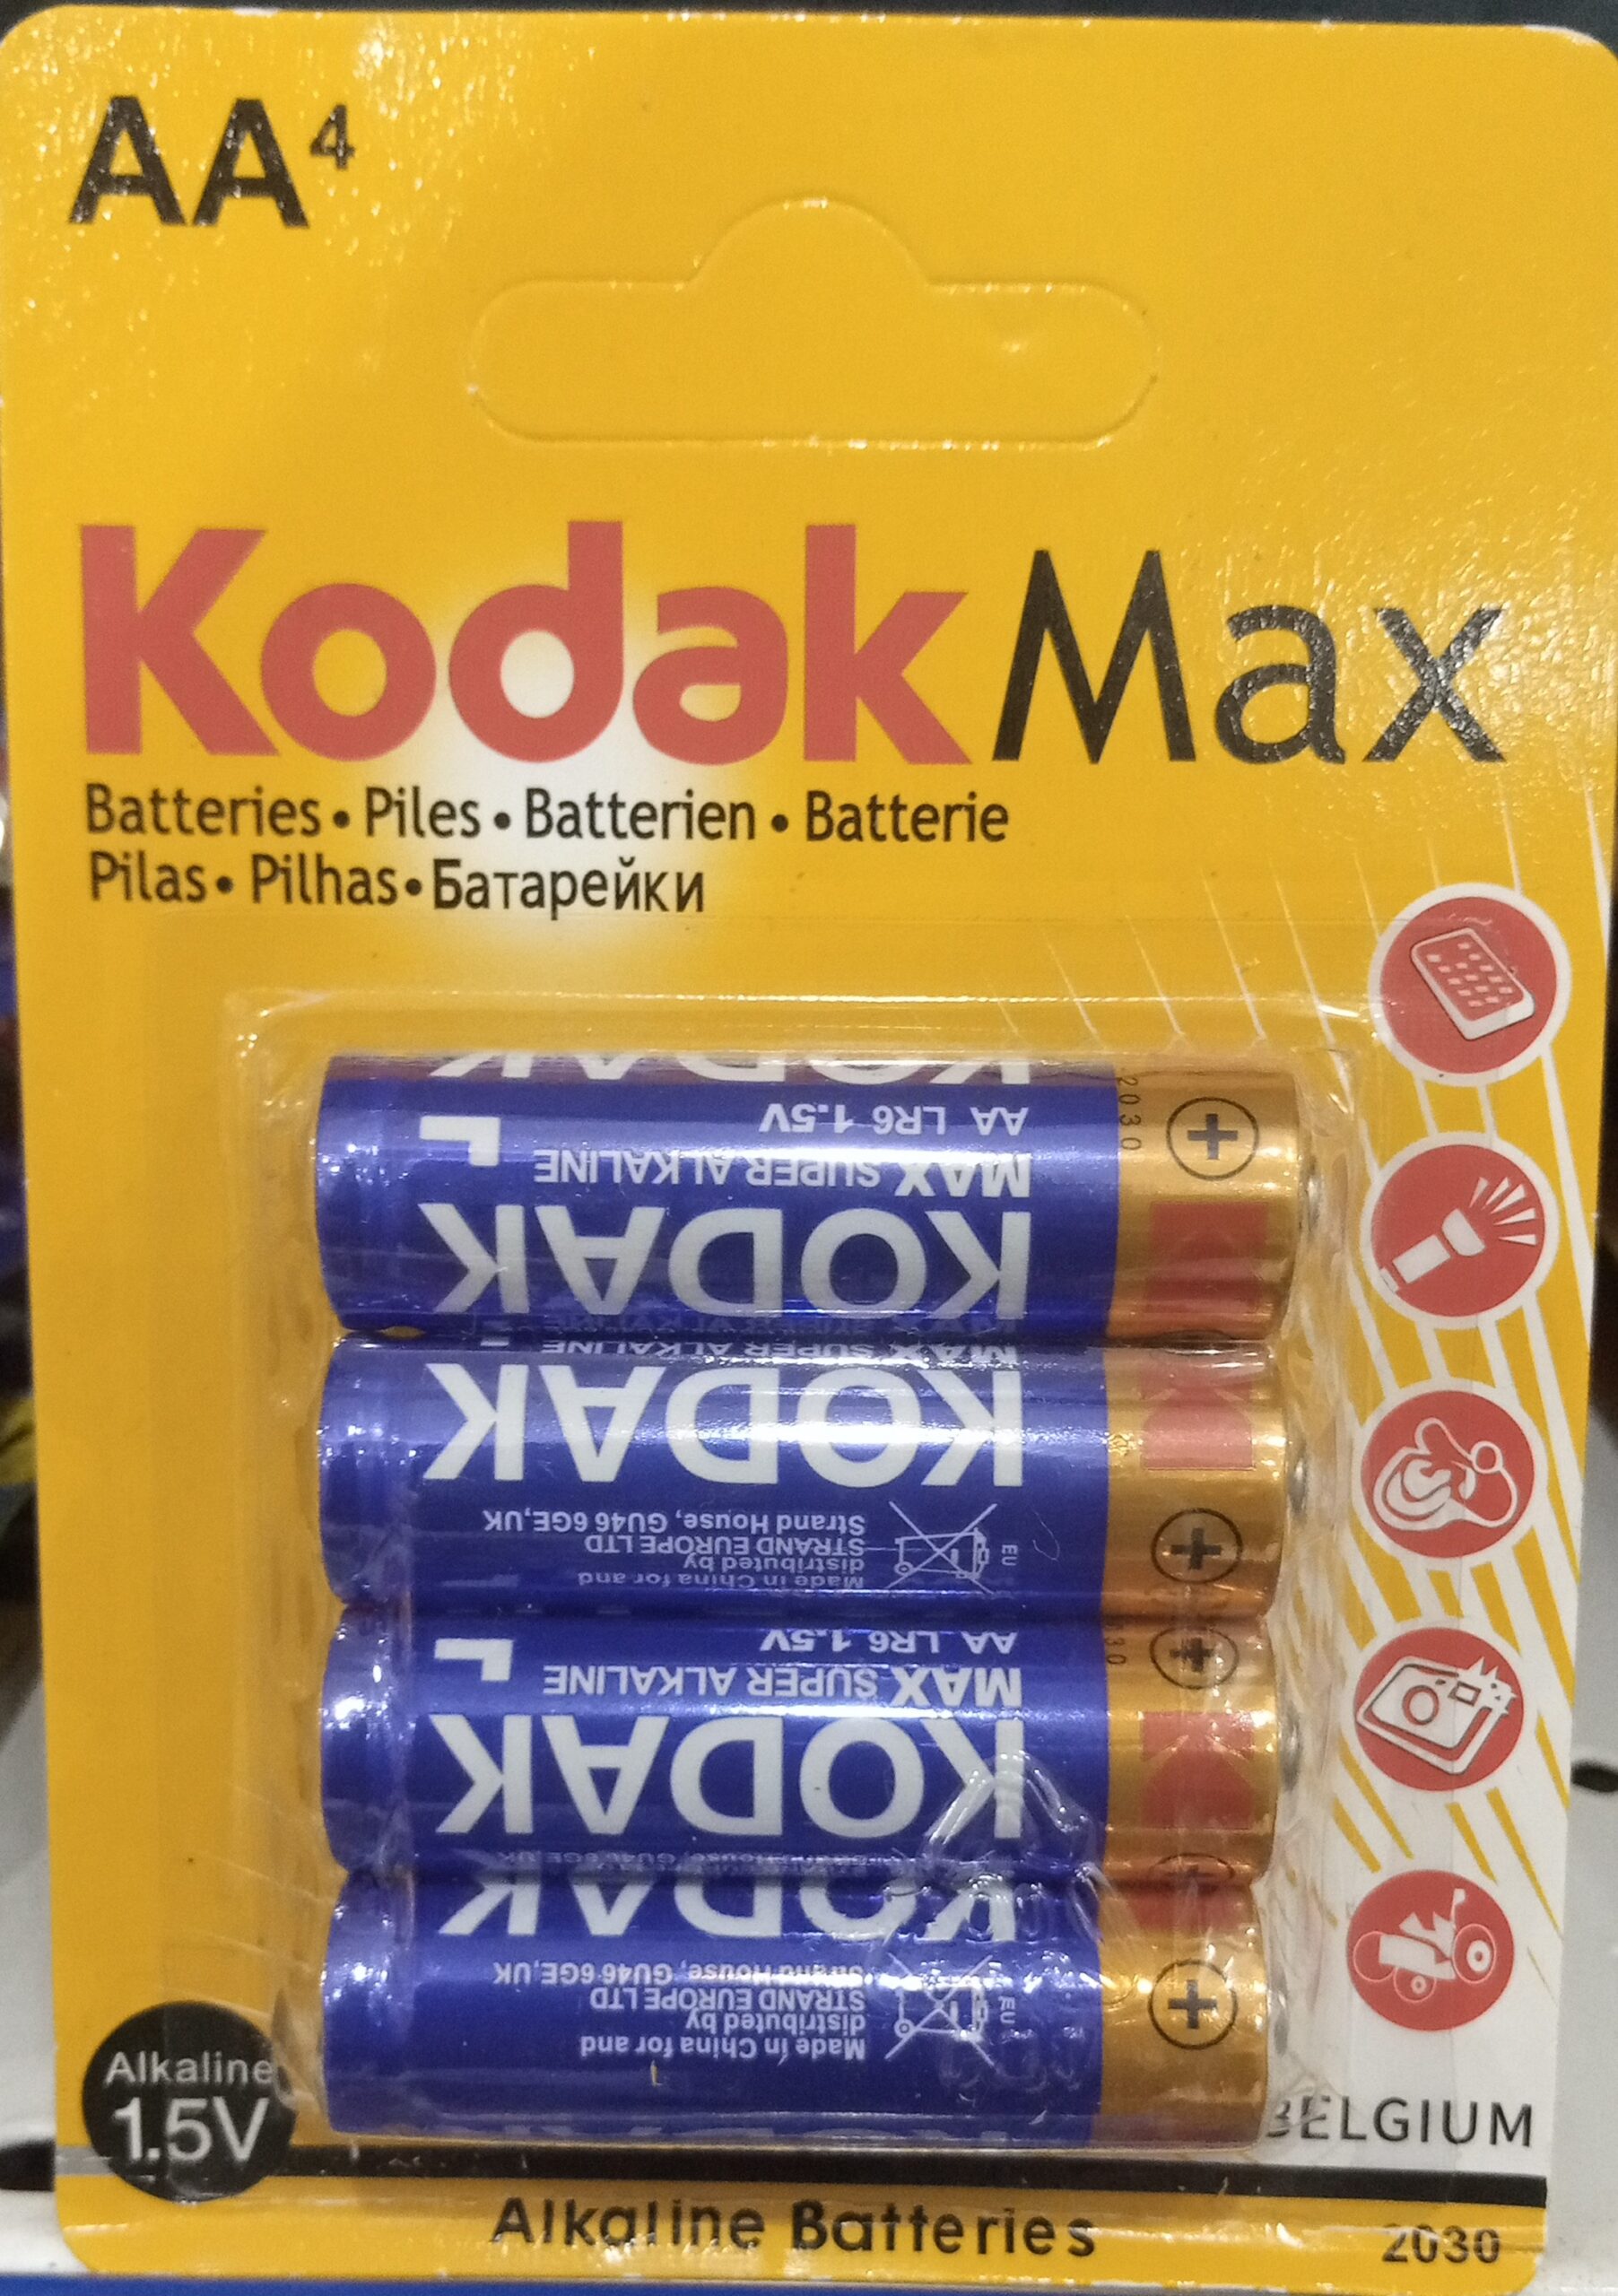 AA⁴
KodakMax
Batteries • Piles • Batterien • Batterie
Pilas • Pilhas • Батарейки
KODAK
AA LR6 1.5V
MAX SUPER ALKALINE
KODAK
2030
MAX SUPER ALKALINE
KODAK
Made in China for and
distributed by
STRAND EUROPE LTD
Strand House, GU46 6GE,UK
EU
AA LR6 1.5V
MAX SUPER ALKALINE
KODAK
KODAK
Made in China for and
distributed by
STRAND EUROPE LTD
Strand House, GU46 6GE,UK
EU
Alkaline
1.5V
BELGIUM
Alkaline Batteries
2030